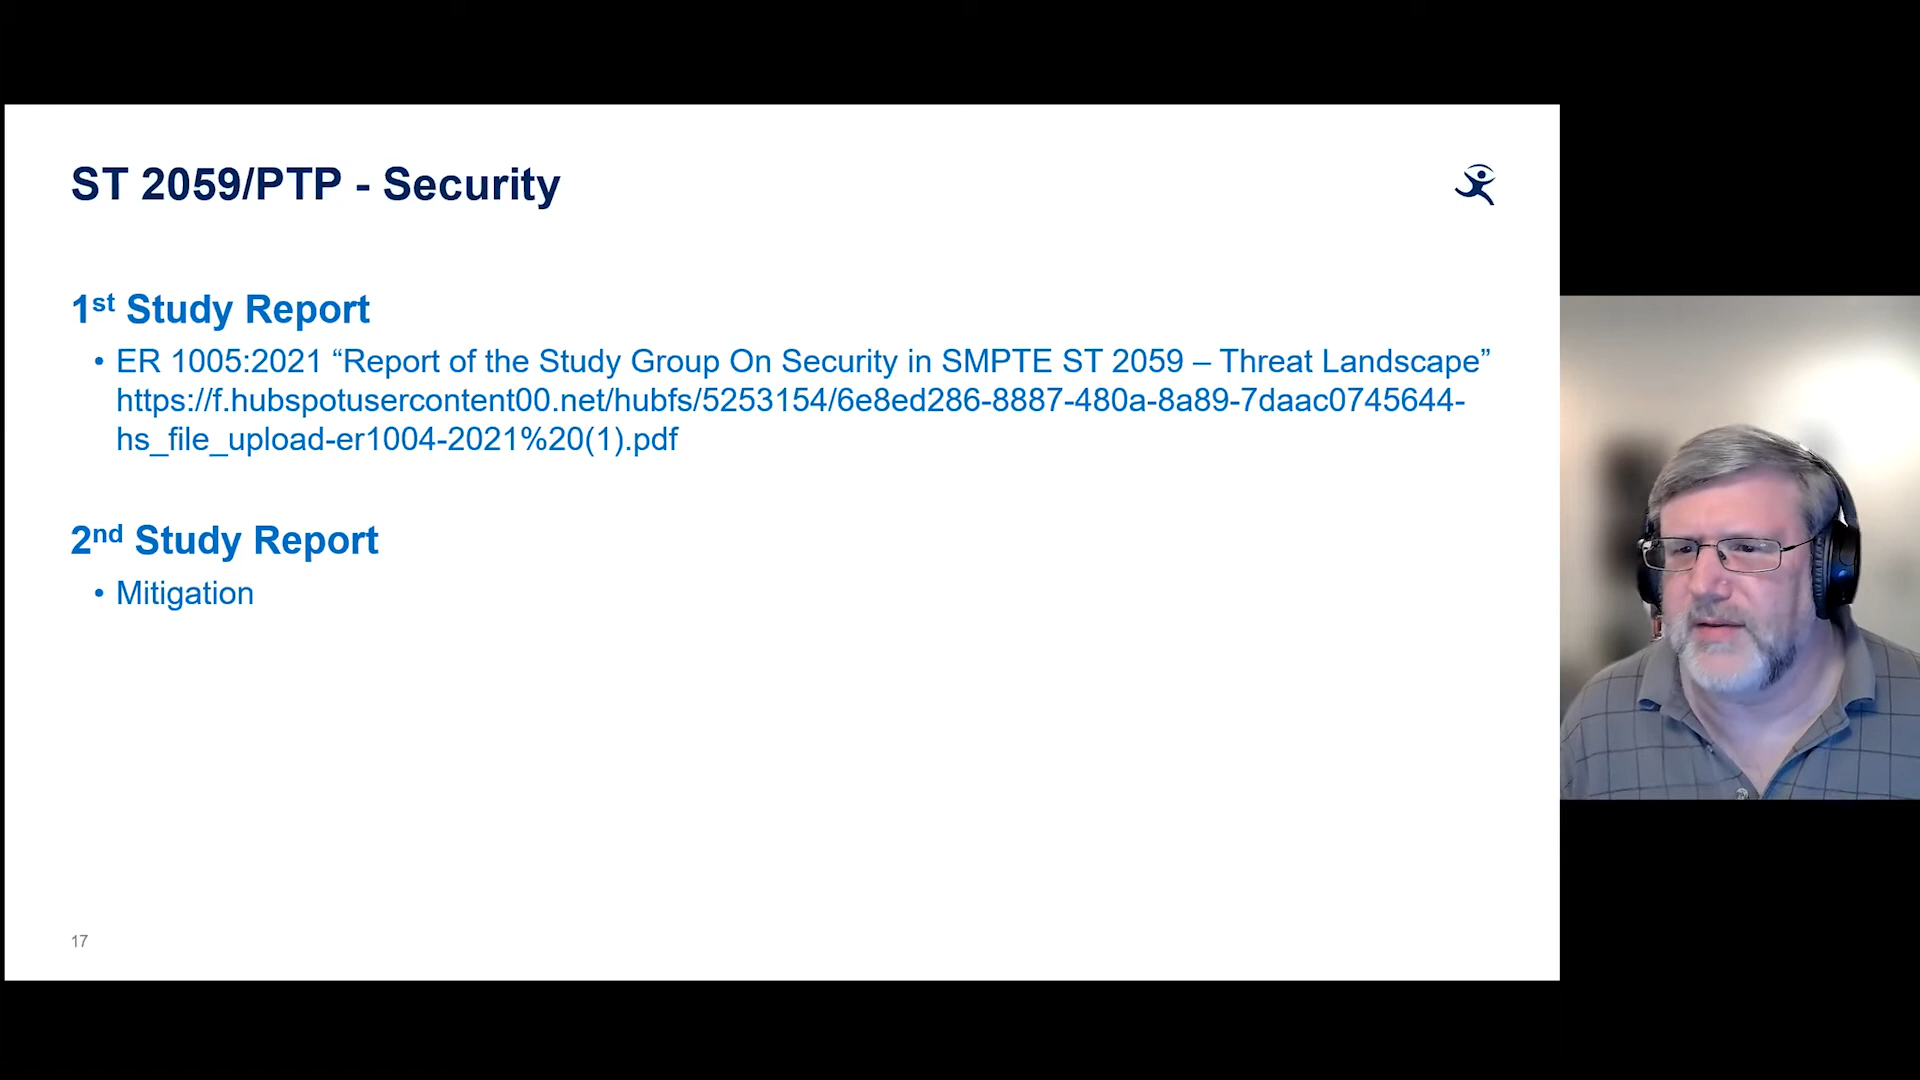 ST 2059/PTP - Security
1st Study Report
• ER 1005:2021 “Report of the Study Group On Security in SMPTE ST 2059 – Threat Landscape”
https://f.hubspotusercontent00.net/hubfs/5253154/6e8ed286-8887-480a-8a89-7daac0745644-
hs_file_upload-er1004-2021%20(1).pdf
2nd Study Report
• Mitigation
17